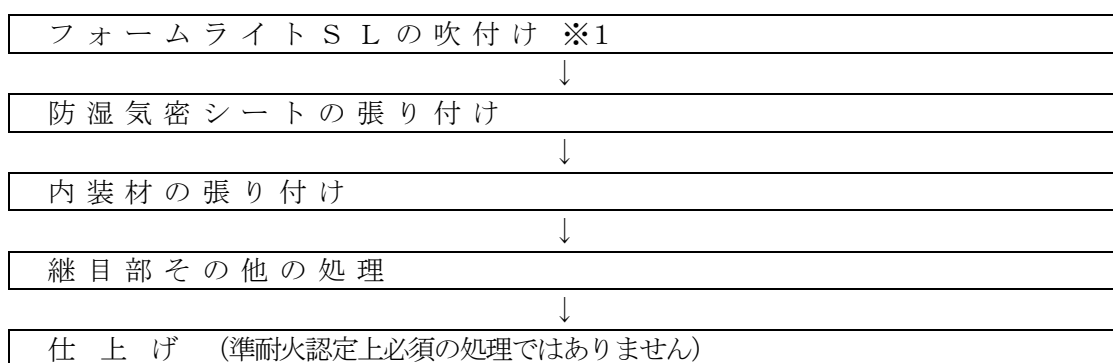 フォームライトＳＬの吹付け ※1
↓
防湿気密シートの張り付け
↓
内装材の張り付け
↓
継目部その他の処理
↓
仕上げ (準耐火認定上必須の処理ではありません)